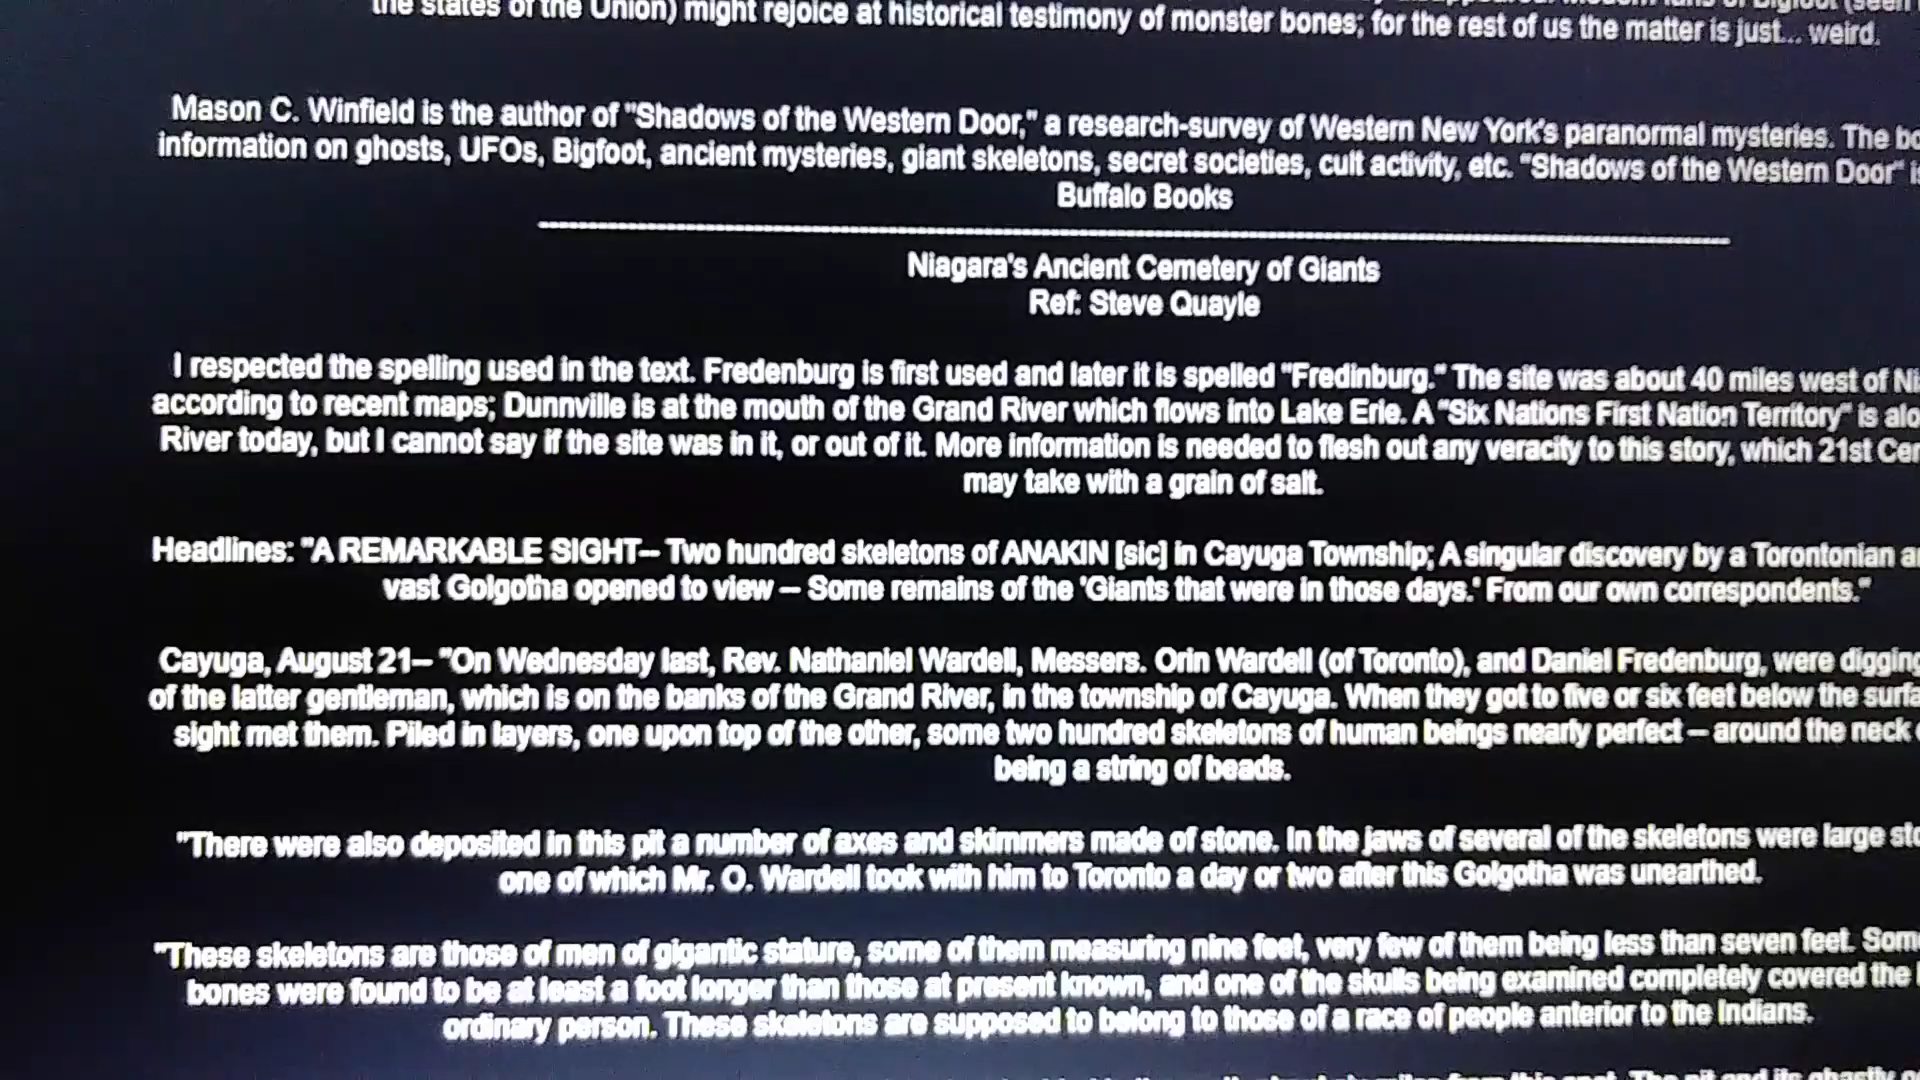 the states of the Union) might rejoice at historical testimony of monster bones; for the rest of us the matter is just... weird.
Mason C. Winfield is the author of "Shadows of the Western Door," a research-survey of Western New York's paranormal mysteries. The
information on ghosts, UFOs, Bigfoot, ancient mysteries, giant skeletons, secret societies, cult activity, etc. "Shadows of the Western Door"
Buffalo Books
Niagara's Ancient Cemetery of Giants
Ref: Steve Quayle
I respected the spelling used in the text. Fredenburg is first used and later it is spelled "Fredinburg." The site was about 40 miles west of
according to recent maps; Dunnville is at the mouth of the Grand River which flows into Lake Erie. A "Six Nations First Nation Territory" is
River today, but I cannot say if the site was in it, or out of it. More information is needed to flesh out any veracity to this story, which 21st
may take with a grain of salt.
Headlines: "A REMARKABLE SIGHT-- Two hundred skeletons of ANAKIN [sic] in Cayuga Township; A singular discovery by a Torontonian
vast Golgotha opened to view -- Some remains of the 'Giants that were in those days.' From our own correspondents."
Cayuga, August 21-- "On Wednesday last, Rev. Nathaniel Wardell, Messers. Orin Wardell (of Toronto), and Daniel Fredenburg, were digging
of the latter gentleman, which is on the banks of the Grand River, in the township of Cayuga. When they got to five or six feet below the
sight met them. Piled in layers, one upon top of the other, some two hundred skeletons of human beings nearly perfect -- around the neck
being a string of beads.
"There were also deposited in this pit a number of axes and skimmers made of stone. In the jaws of several of the skeletons were large
one of which Mr. O. Wardell took with him to Toronto a day or two after this Golgotha was unearthed.
"These skeletons are those of men of gigantic stature, some of them measuring nine feet, very few of them being less than seven feet.
bones were found to be at least a foot longer than those at present known, and one of the skulls being examined completely covered the
ordinary person. These skeletons are supposed to belong to those of a race of people anterior to the Indians.